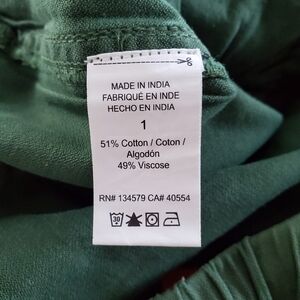 MADE IN INDIA
FABRIQUÉ EN INDE
HECHO EN INDIA
1
51% Cotton / Coton /
Algodón
49% Viscose
RN# 134579 CA# 40554
30